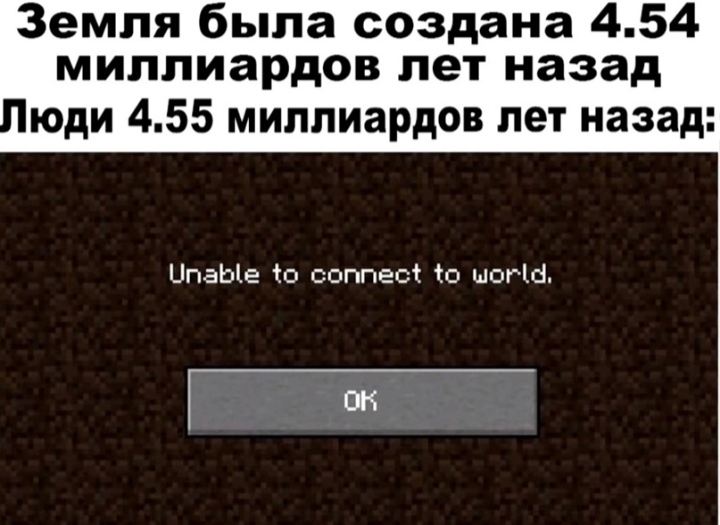 Земля была создана 4.54
миллиардов лет назад
Люди 4.55 миллиардов лет назад:
Unable to connect to world.
OK